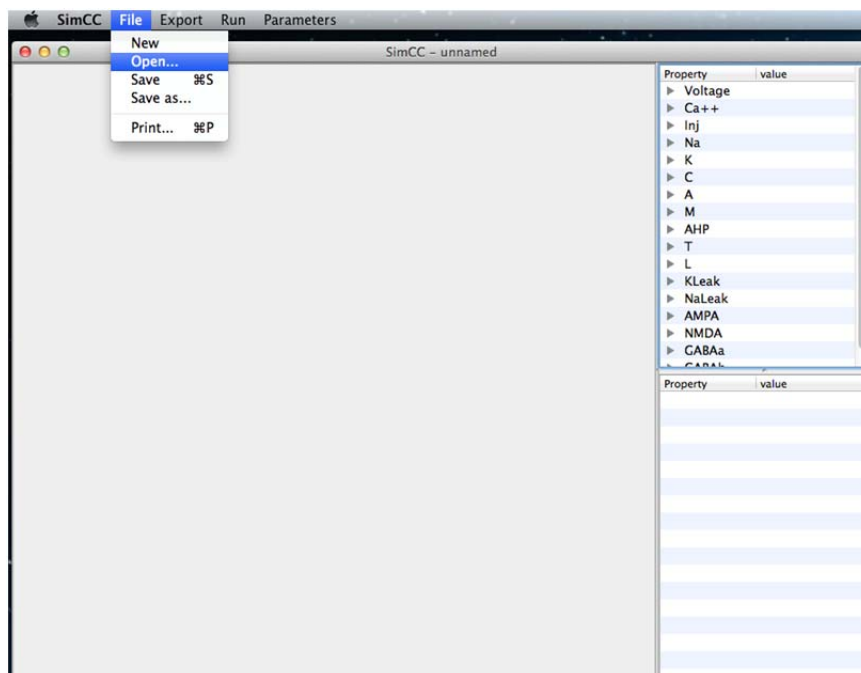 SimCC File Export Run Parameters
SimCC - unnamed
New
Open...
Save ⌘S
Save as...
Print... ⌘P
Property value
Voltage
Ca++
Inj
Na
K
C
A
M
AHP
T
L
KLeak
NaLeak
AMPA
NMDA
GABAa
Property value